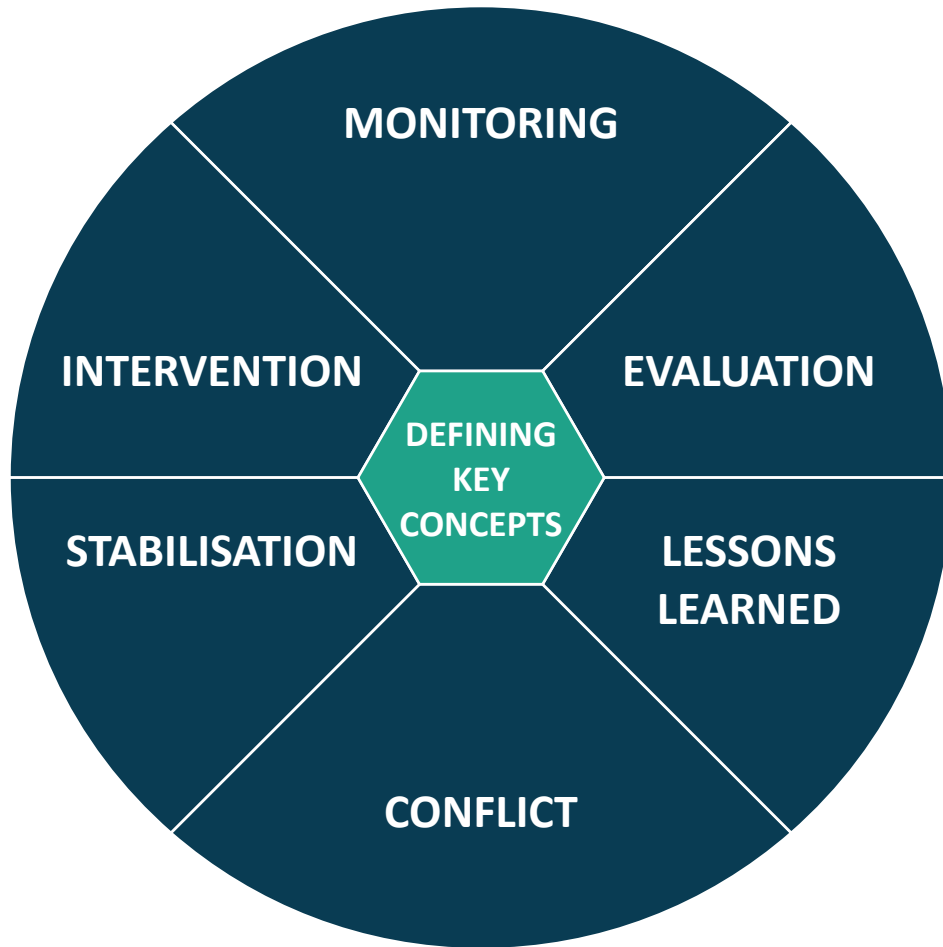 MONITORING
INTERVENTION
EVALUATION
DEFINING
KEY
CONCEPTS
STABILISATION
LESSONS
LEARNED
CONFLICT